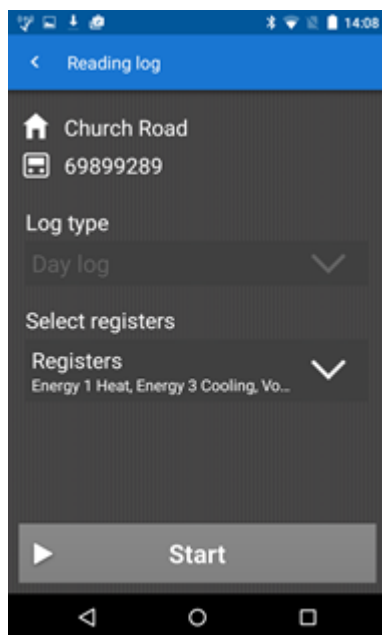 14:08
Reading log
Church Road
69899289
Log type
Day log
Select registers
Registers
Energy 1 Heat, Energy 3 Cooling, Vo...
Start